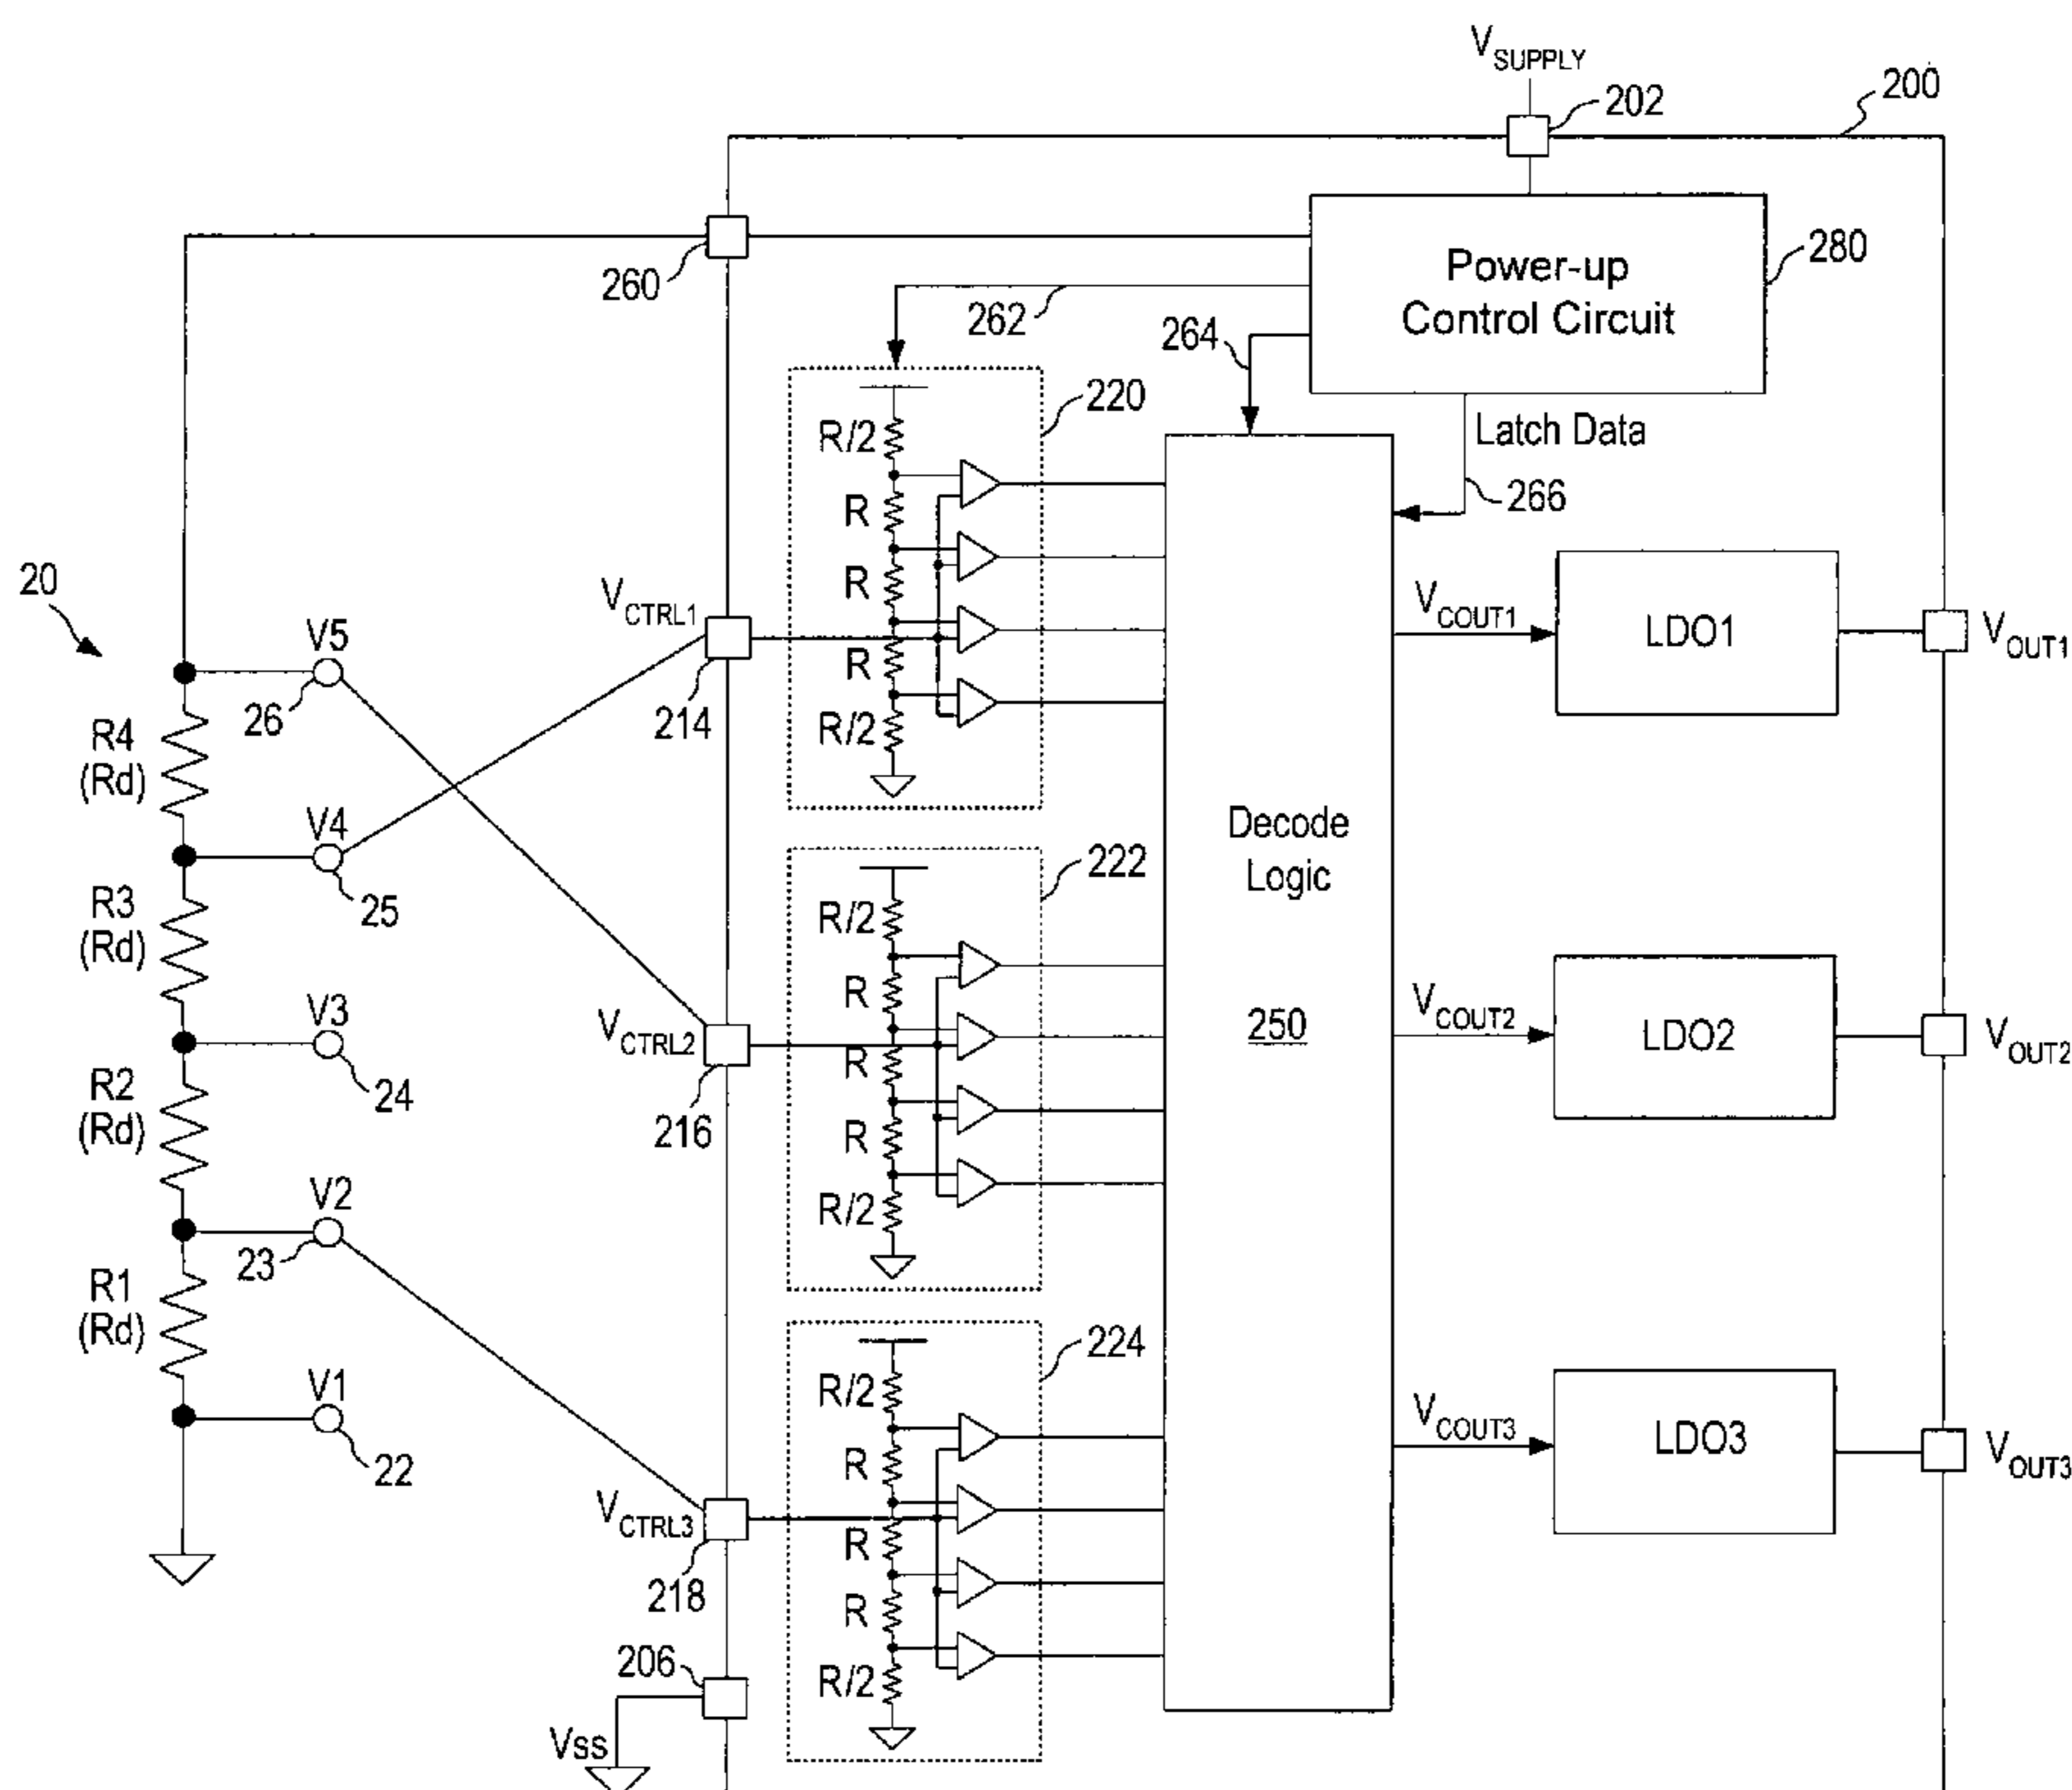 V_SUPPLY
202
200
260
Power-up
Control Circuit
280
262
264
Latch Data
266
220
R/2
R
R
R
R/2
20
V_CTRL1
214
V5
26
R4
(Rd)
V4
25
R3
(Rd)
V3
24
R2
(Rd)
V2
23
R1
(Rd)
V1
22
V_CTRL2
216
222
R/2
R
R
R
R/2
V_CTRL3
218
224
R/2
R
R
R
R/2
206
Vss
Decode
Logic
250
V_COUT1
LDO1
V_OUT1
V_COUT2
LDO2
V_OUT2
V_COUT3
LDO3
V_OUT3